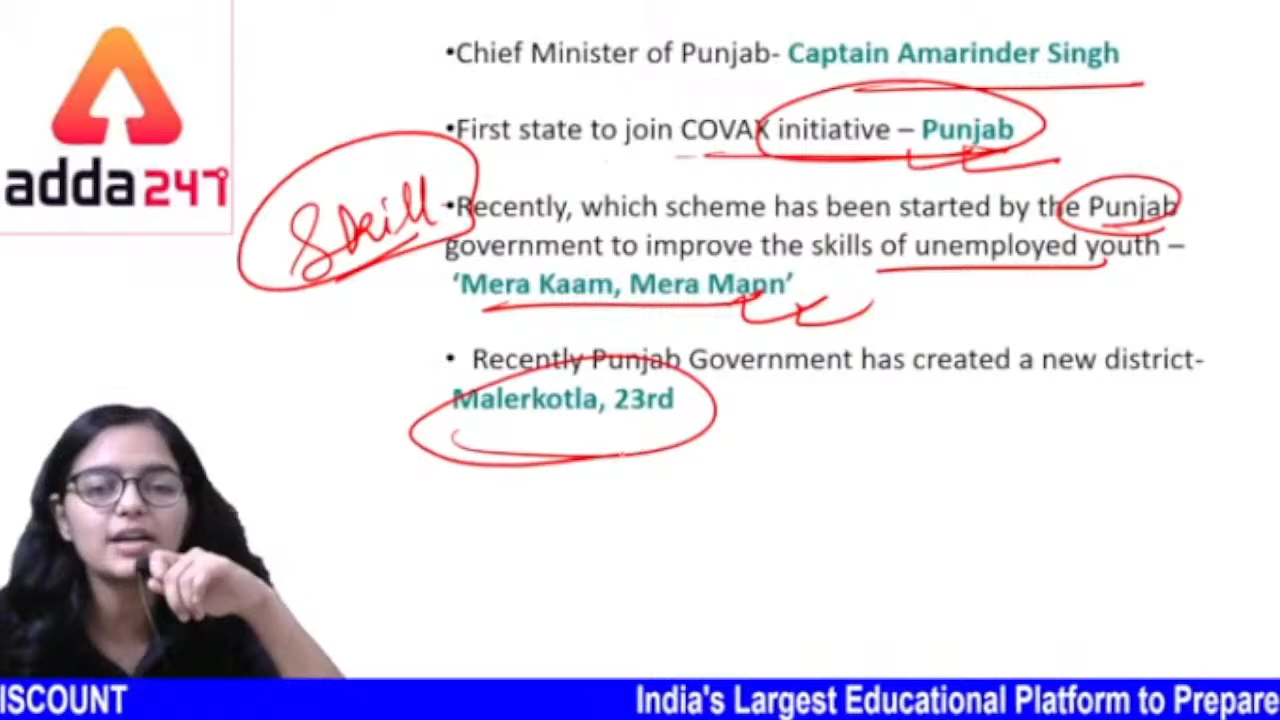 •Chief Minister of Punjab- Captain Amarinder Singh
•First state to join COVAX initiative – Punjab
•Recently, which scheme has been started by the Punjab
government to improve the skills of unemployed youth –
‘Mera Kaam, Mera Mann’
• Recently Punjab Government has created a new district-
Malerkotla, 23rd
Skill
adda247
ISCOUNT
India's Largest Educational Platform to Prepare